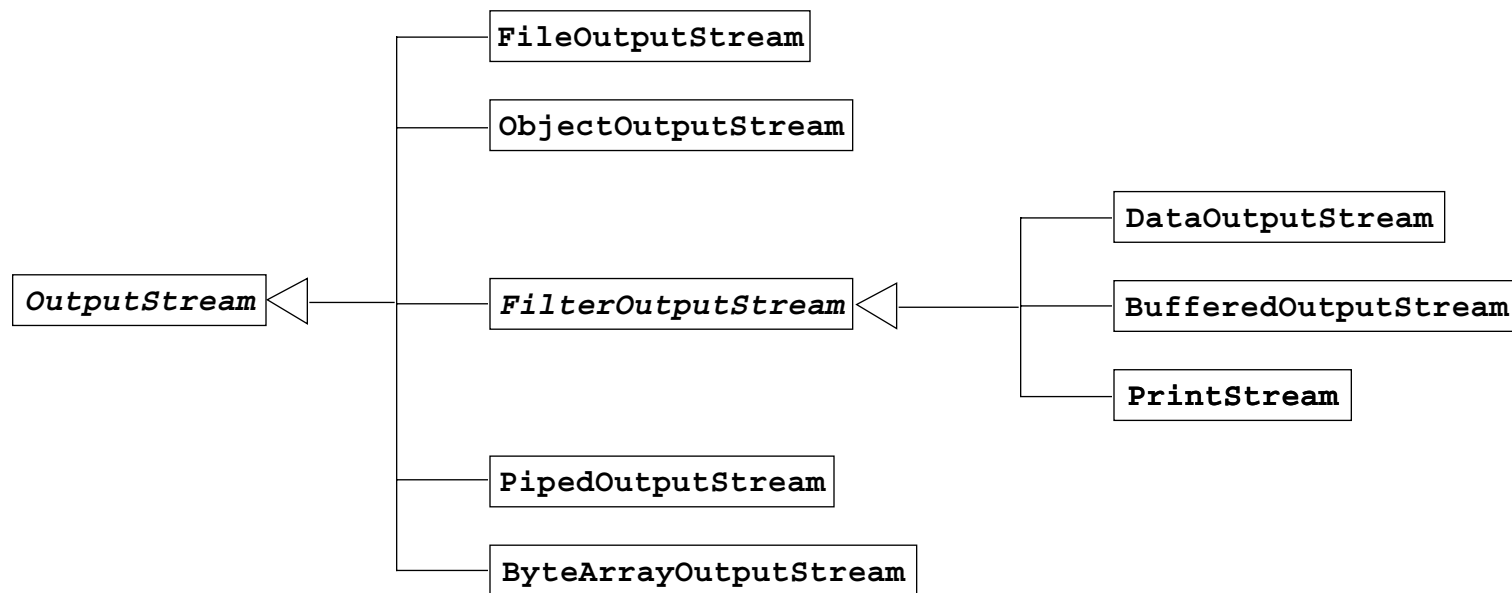 FileOutputStream
ObjectOutputStream
DataOutputStream
OutputStream
FilterOutputStream
BufferedOutputStream
PrintStream
PipedOutputStream
ByteArrayOutputStream